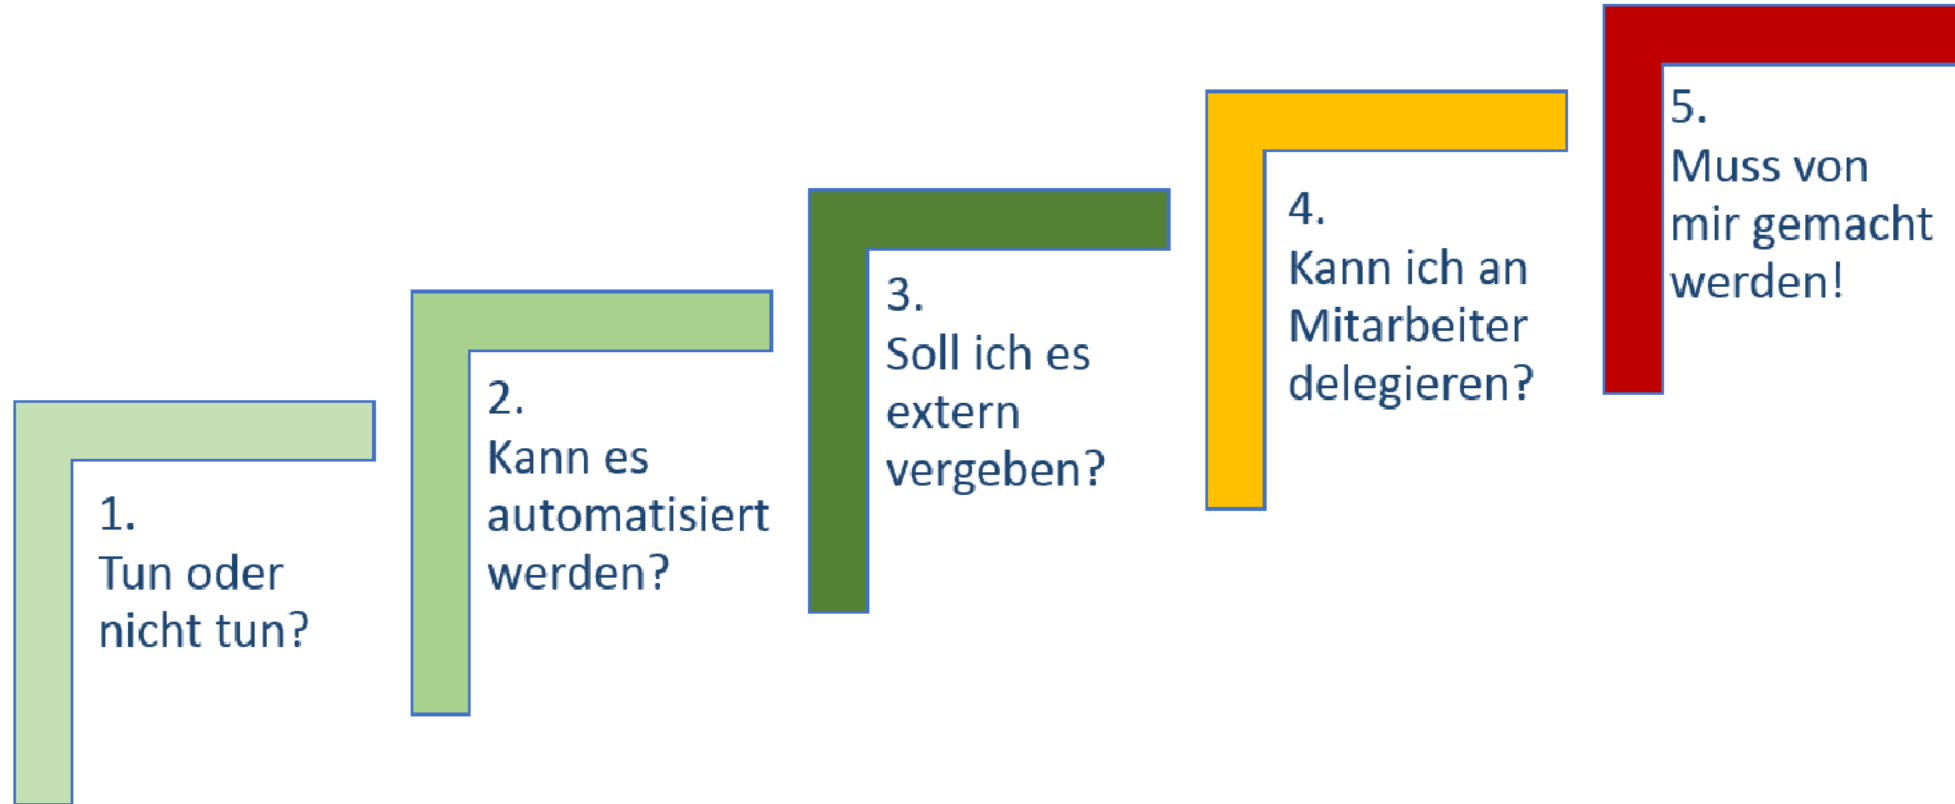 1.
Tun oder
nicht tun?
2.
Kann es
automatisiert
werden?
3.
Soll ich es
extern
vergeben?
4.
Kann ich an
Mitarbeiter
delegieren?
5.
Muss von
mir gemacht
werden!